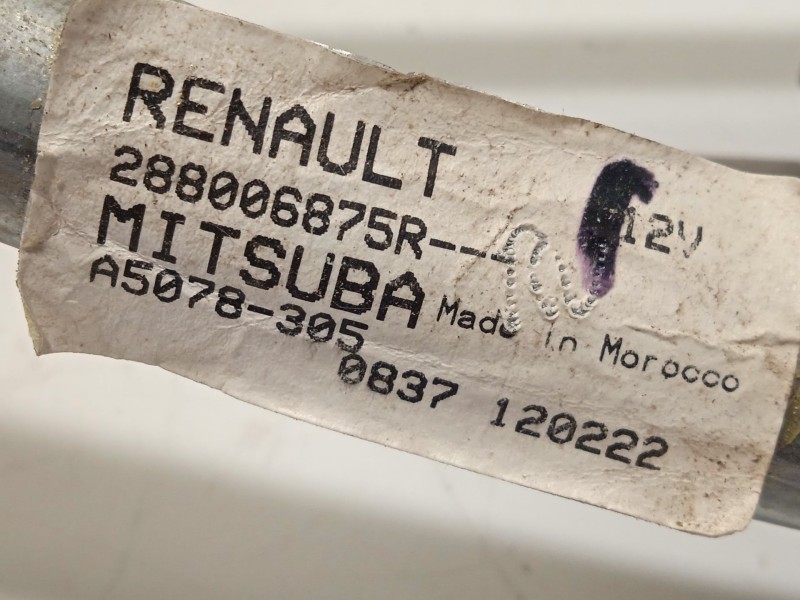 RENAULT
288006875R--- 12V
MITSUBA
A5078-305 Made in Morocco
0837 120222